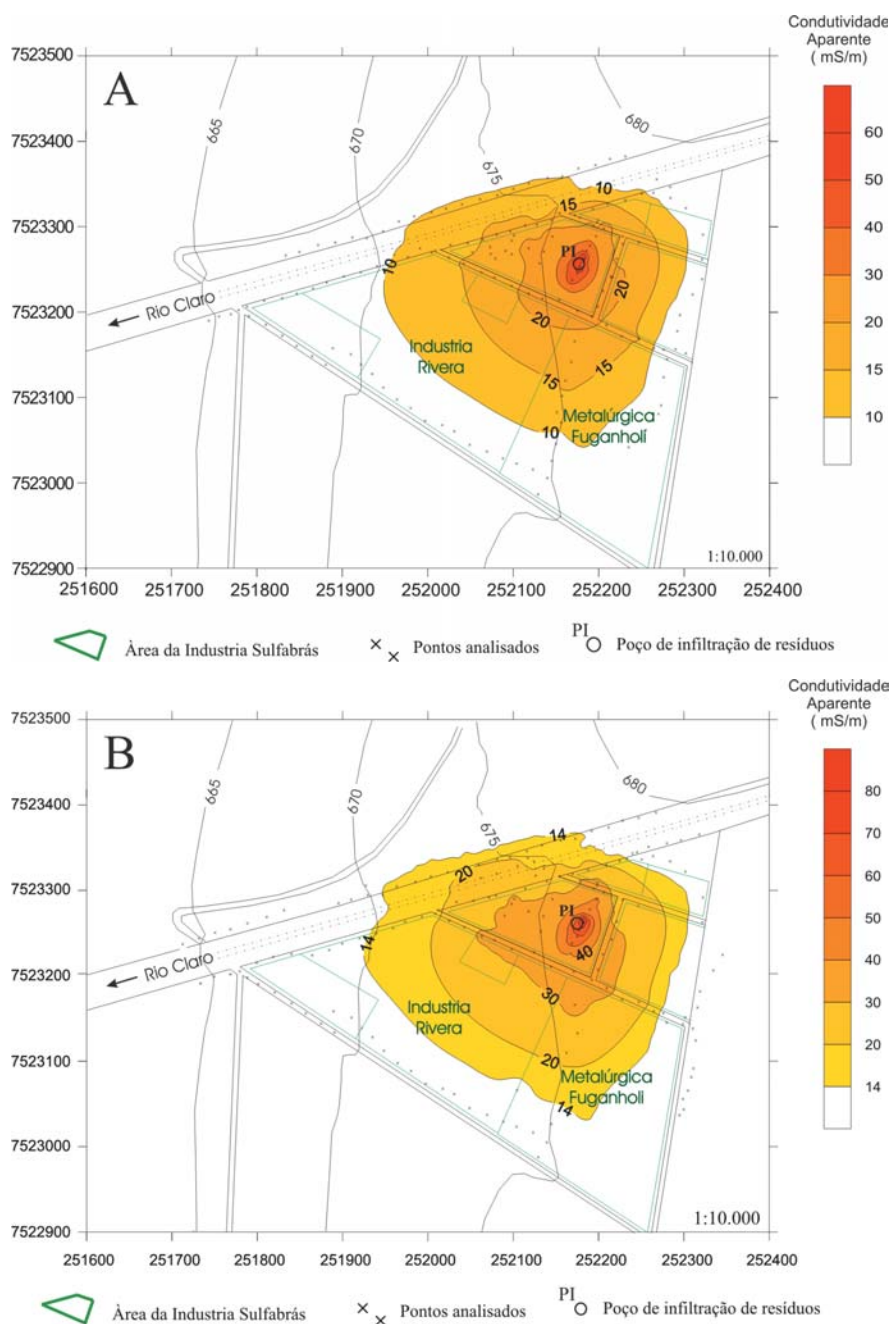 Condutividade
Aparente
( mS/m)
A
7523500
7523400
7523300
7523200
7523100
7523000
7522900
665
670
675
680
10
15
10
10
PI
20
20
15
15
10
Rio Claro
Industria
Rivera
Metalúrgica
Fuganholí
60
50
40
30
20
15
10
1:10.000
251600 251700 251800 251900 252000 252100 252200 252300 252400
Àrea da Industria Sulfabrás
Pontos analisados
PI
Poço de infiltração de resíduos
Condutividade
Aparente
(mS/m)
B
7523500
7523400
7523300
7523200
7523100
7523000
7522900
665
670
675
680
14
20
14
PI
40
30
20
14
Rio Claro
Industria
Rivera
Metalúrgica
Fuganholi
80
70
60
50
40
30
20
14
1:10.000
251600 251700 251800 251900 252000 252100 252200 252300 252400
Àrea da Industria Sulfabrás
Pontos analisados
PI
Poço de infiltração de resíduos